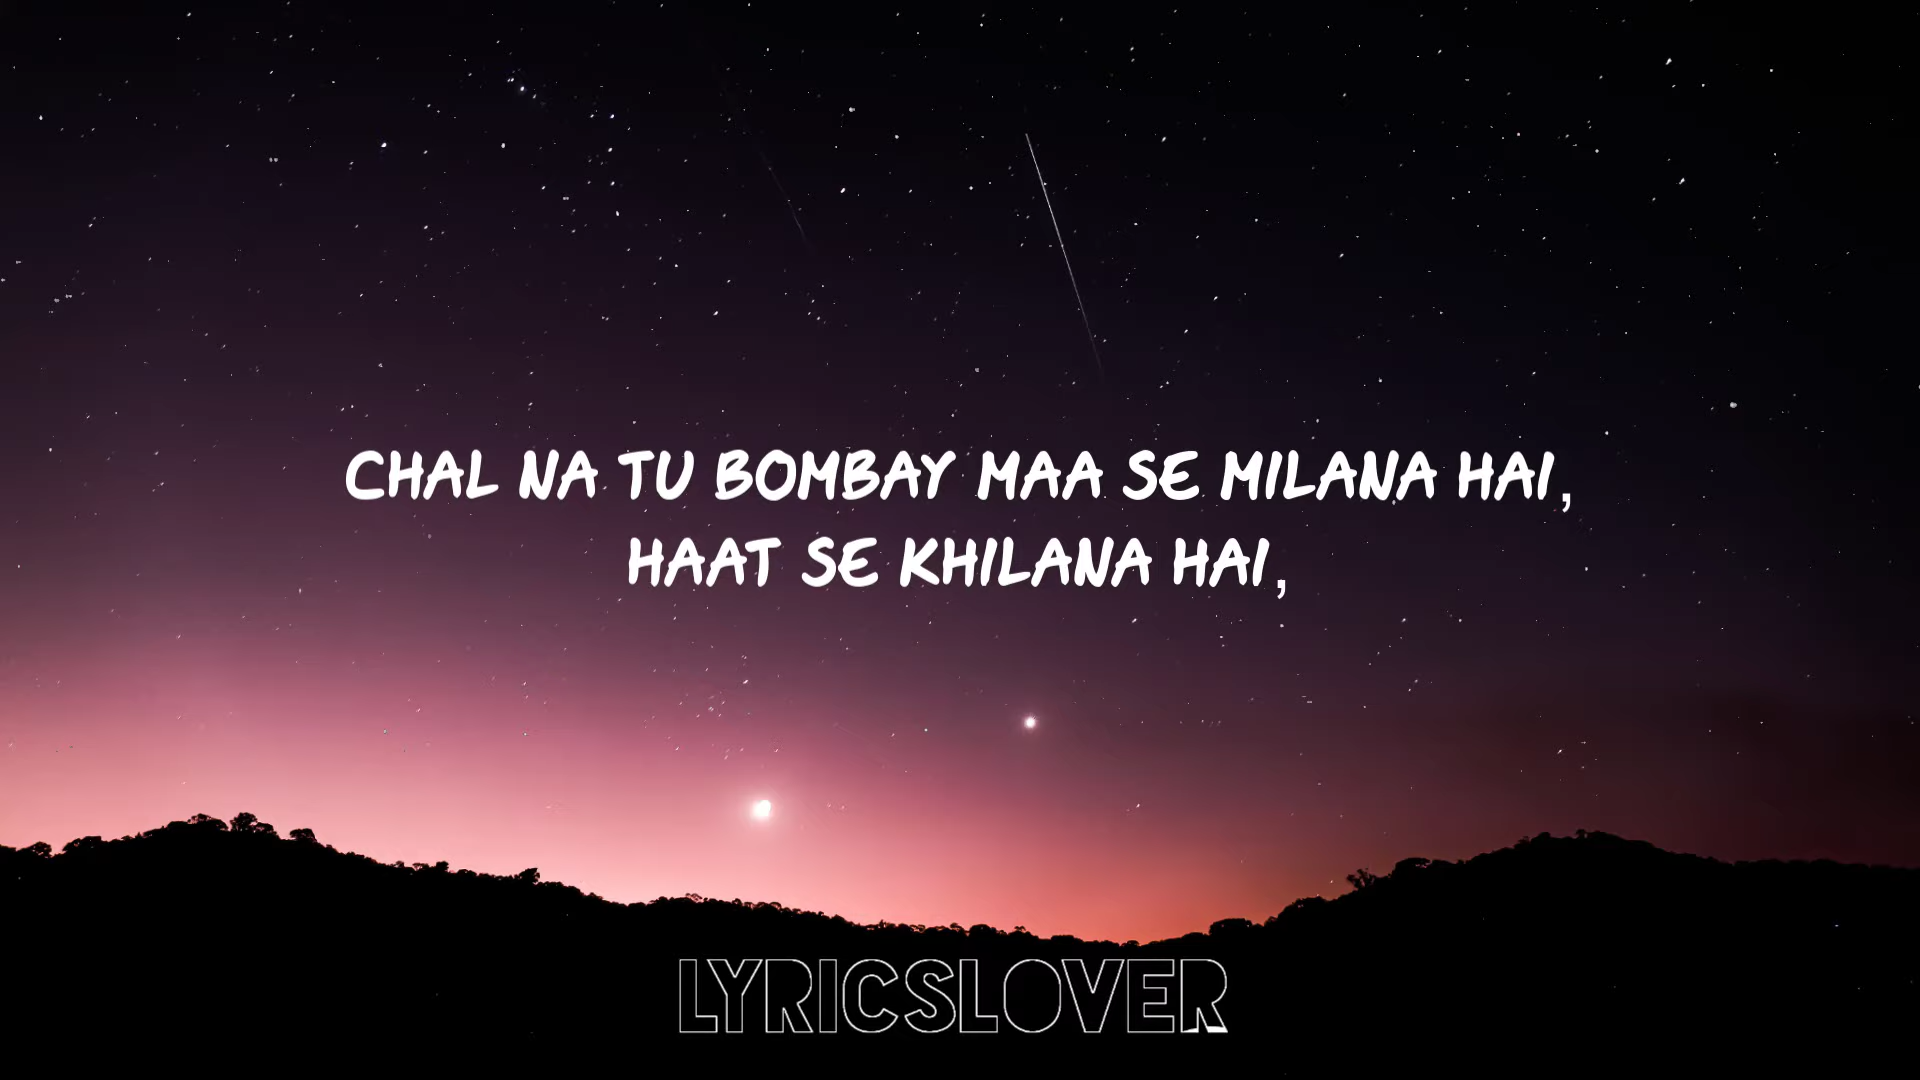 CHAL NA TU BOMBAY MAA SE MILANA HAI,
HAAT SE KHILANA HAI,
LYRICSLOVER